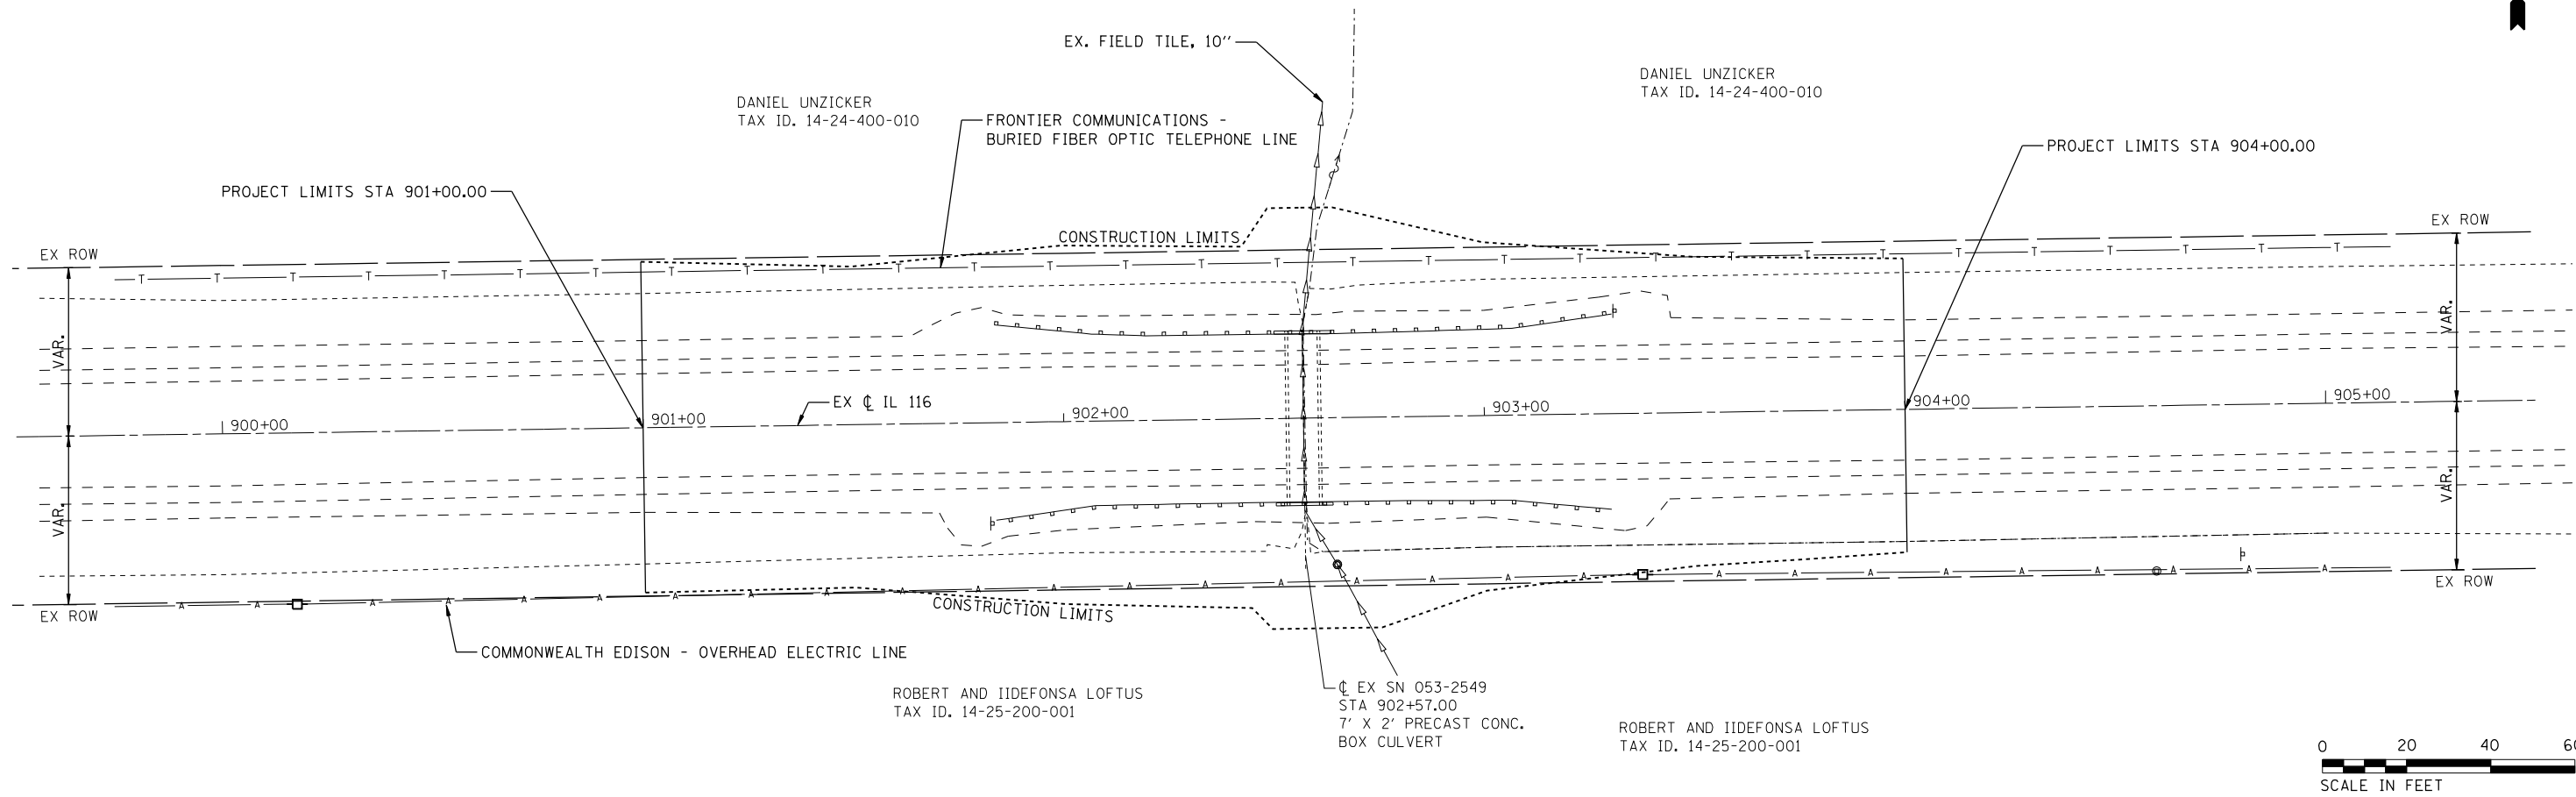 EX. FIELD TILE, 10''
DANIEL UNZICKER
TAX ID. 14-24-400-010
DANIEL UNZICKER
TAX ID. 14-24-400-010
FRONTIER COMMUNICATIONS -
BURIED FIBER OPTIC TELEPHONE LINE
PROJECT LIMITS STA 904+00.00
PROJECT LIMITS STA 901+00.00
EX ROW
CONSTRUCTION LIMITS
EX ROW
T T T T T T T T T T T T T T T T T T T T T T T T T T T T T T
VAR.
VAR.
EX ℄ IL 116
900+00
901+00
902+00
903+00
904+00
905+00
VAR.
VAR.
A A A A A A A A A A A A A A A A A A A A A A A A A A A A A
EX ROW
EX ROW
CONSTRUCTION LIMITS
COMMONWEALTH EDISON - OVERHEAD ELECTRIC LINE
℄ EX SN 053-2549
STA 902+57.00
7' X 2' PRECAST CONC.
BOX CULVERT
ROBERT AND IIDEFONSA LOFTUS
TAX ID. 14-25-200-001
ROBERT AND IIDEFONSA LOFTUS
TAX ID. 14-25-200-001
0 20 40
SCALE IN FEET